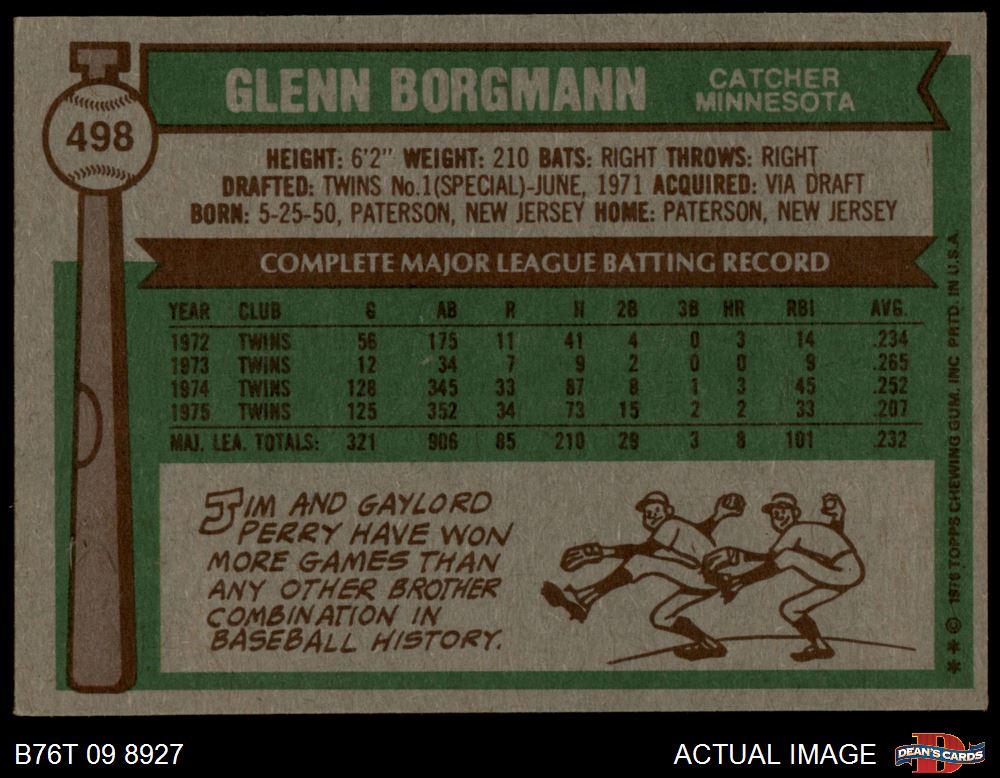 498
GLENN BORGMANN
CATCHER
MINNESOTA
HEIGHT: 6'2" WEIGHT: 210 BATS: RIGHT THROWS: RIGHT
DRAFTED: TWINS No.1(SPECIAL)-JUNE, 1971 ACQUIRED: VIA DRAFT
BORN: 5-25-50, PATERSON, NEW JERSEY HOME: PATERSON, NEW JERSEY
COMPLETE MAJOR LEAGUE BATTING RECORD
YEAR CLUB G AB R H 2B 3B HR RBI AVG.
1972 TWINS 56 175 11 41 4 0 3 14 .234
1973 TWINS 12 34 7 9 2 0 0 9 .265
1974 TWINS 128 345 33 87 8 1 3 45 .252
1975 TWINS 125 352 34 73 15 2 2 33 .207
MAJ. LEA. TOTALS: 321 906 85 210 29 3 8 101 .232
JIM AND GAYLORD
PERRY HAVE WON
MORE GAMES THAN
ANY OTHER BROTHER
COMBINATION IN
BASEBALL HISTORY.
** © 1976 TOPPS CHEWING GUM, INC. PRTD. IN U.S.A.
B76T 09 8927
ACTUAL IMAGE
DEAN'S CARDS